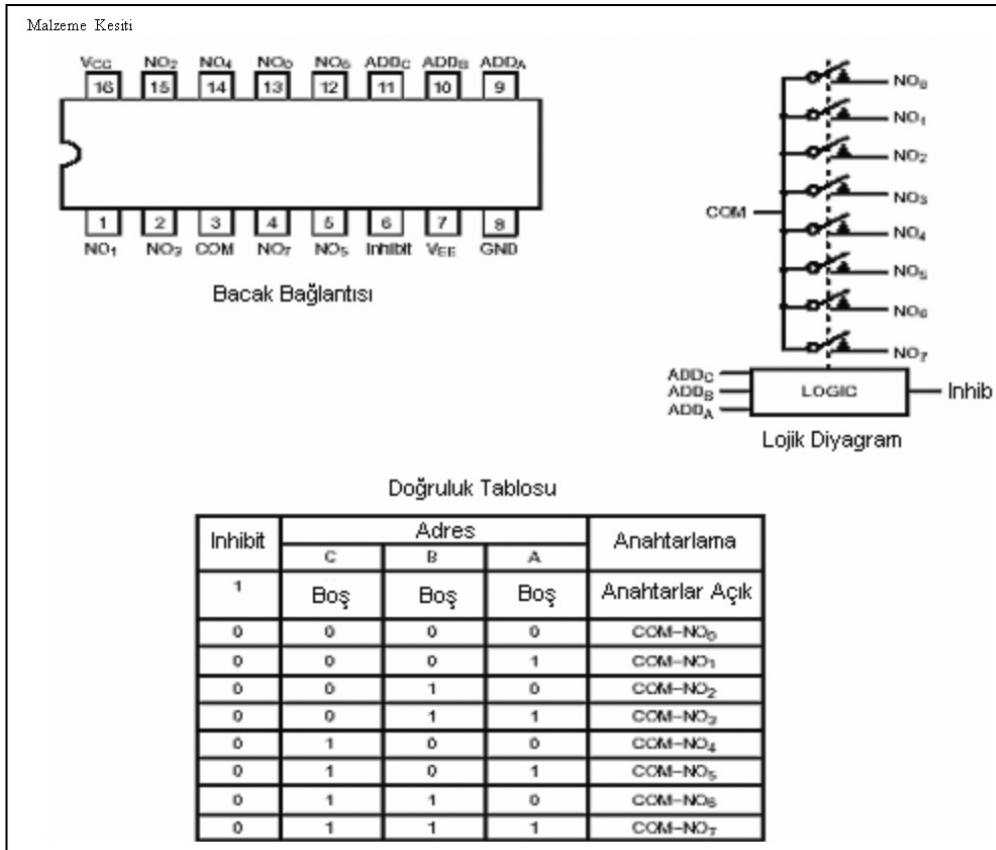 Malzeme Kesiti
VCC NO2 NO4 NO0 NO6 ADDC ADDB ADDA
16 15 14 13 12 11 10 9
1 2 3 4 5 6 7 8
NO1 NO3 COM NO7 NO5 Inhibit VEE GND
Bacak Bağlantısı
NO0
NO1
NO2
NO3
COM
NO4
NO5
NO6
NO7
ADDC
ADDB
ADDA
LOGIC
Inhib
Lojik Diyagram
Doğruluk Tablosu
Inhibit Adres Anahtarlama
C B A
1 Boş Boş Boş Anahtarlar Açık
0 0 0 0 COM–NO0
0 0 0 1 COM–NO1
0 0 1 0 COM–NO2
0 0 1 1 COM–NO3
0 1 0 0 COM–NO4
0 1 0 1 COM–NO5
0 1 1 0 COM–NO6
0 1 1 1 COM–NO7